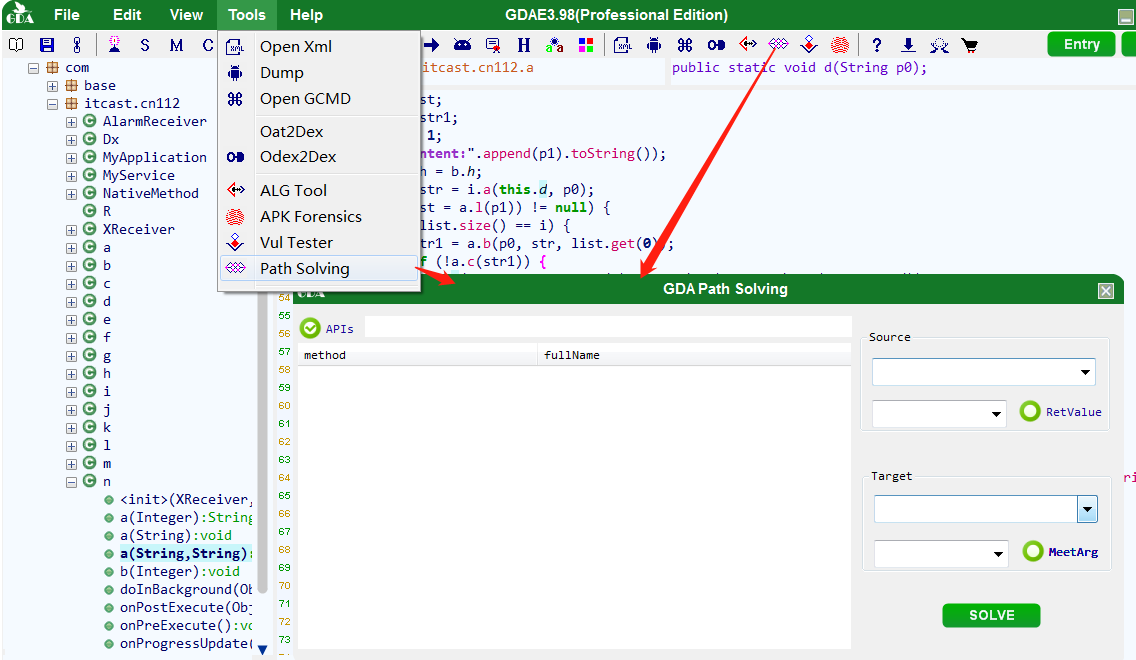 GDA
File Edit View Tools Help
GDAE3.98(Professional Edition)
S M C H a a ?
Entry
Open Xml
Dump
Open GCMD
Oat2Dex
Odex2Dex
ALG Tool
APK Forensics
Vul Tester
Path Solving
com
base
itcast.cn112
AlarmReceiver
Dx
MyApplication
MyService
NativeMethod
R
XReceiver
a
b
c
d
e
f
g
h
i
j
k
l
m
n
<init>(XReceiver,
a(Integer):String
a(String):void
a(String,String):
b(Integer):void
doInBackground(Obj
onPostExecute(Obj
onPreExecute():vo
onProgressUpdate(
itcast.cn112.a
public static void d(String p0);
st;
str1;
1;
ntent:".append(p1).toString());
h = b.h;
str = i.a(this.d, p0);
st = a.l(p1)) != null) {
list.size() == i) {
tr1 = a.b(p0, str, list.get(0));
f (!a.c(str1)) {
54
55
56
57
58
59
60
61
62
63
64
65
66
67
68
69
70
71
72
73
GDA
GDA Path Solving
APIs
method fullName
Source
RetValue
Target
MeetArg
SOLVE